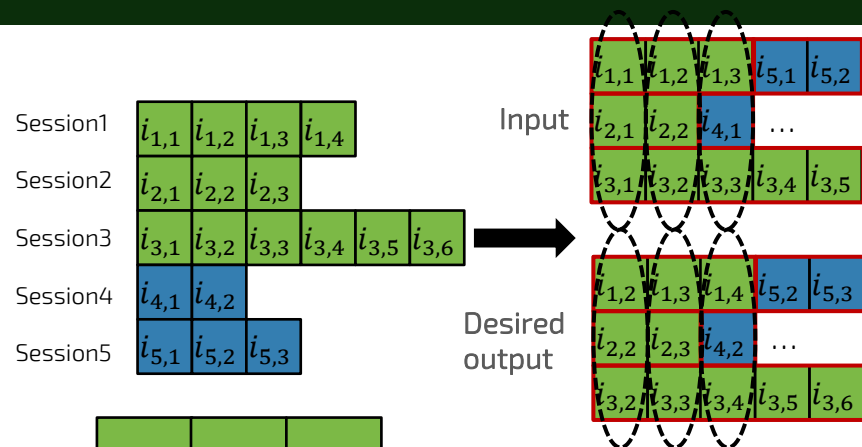 Session1 i1,1 i1,2 i1,3 i1,4
Session2 i2,1 i2,2 i2,3
Session3 i3,1 i3,2 i3,3 i3,4 i3,5 i3,6
Session4 i4,1 i4,2
Session5 i5,1 i5,2 i5,3
Input
i1,1 i1,2 i1,3 i5,1 i5,2
i2,1 i2,2 i4,1 ...
i3,1 i3,2 i3,3 i3,4 i3,5
Desired
output
i1,2 i1,3 i1,4 i5,2 i5,3
i2,2 i2,3 i4,2 ...
i3,2 i3,3 i3,4 i3,5 i3,6